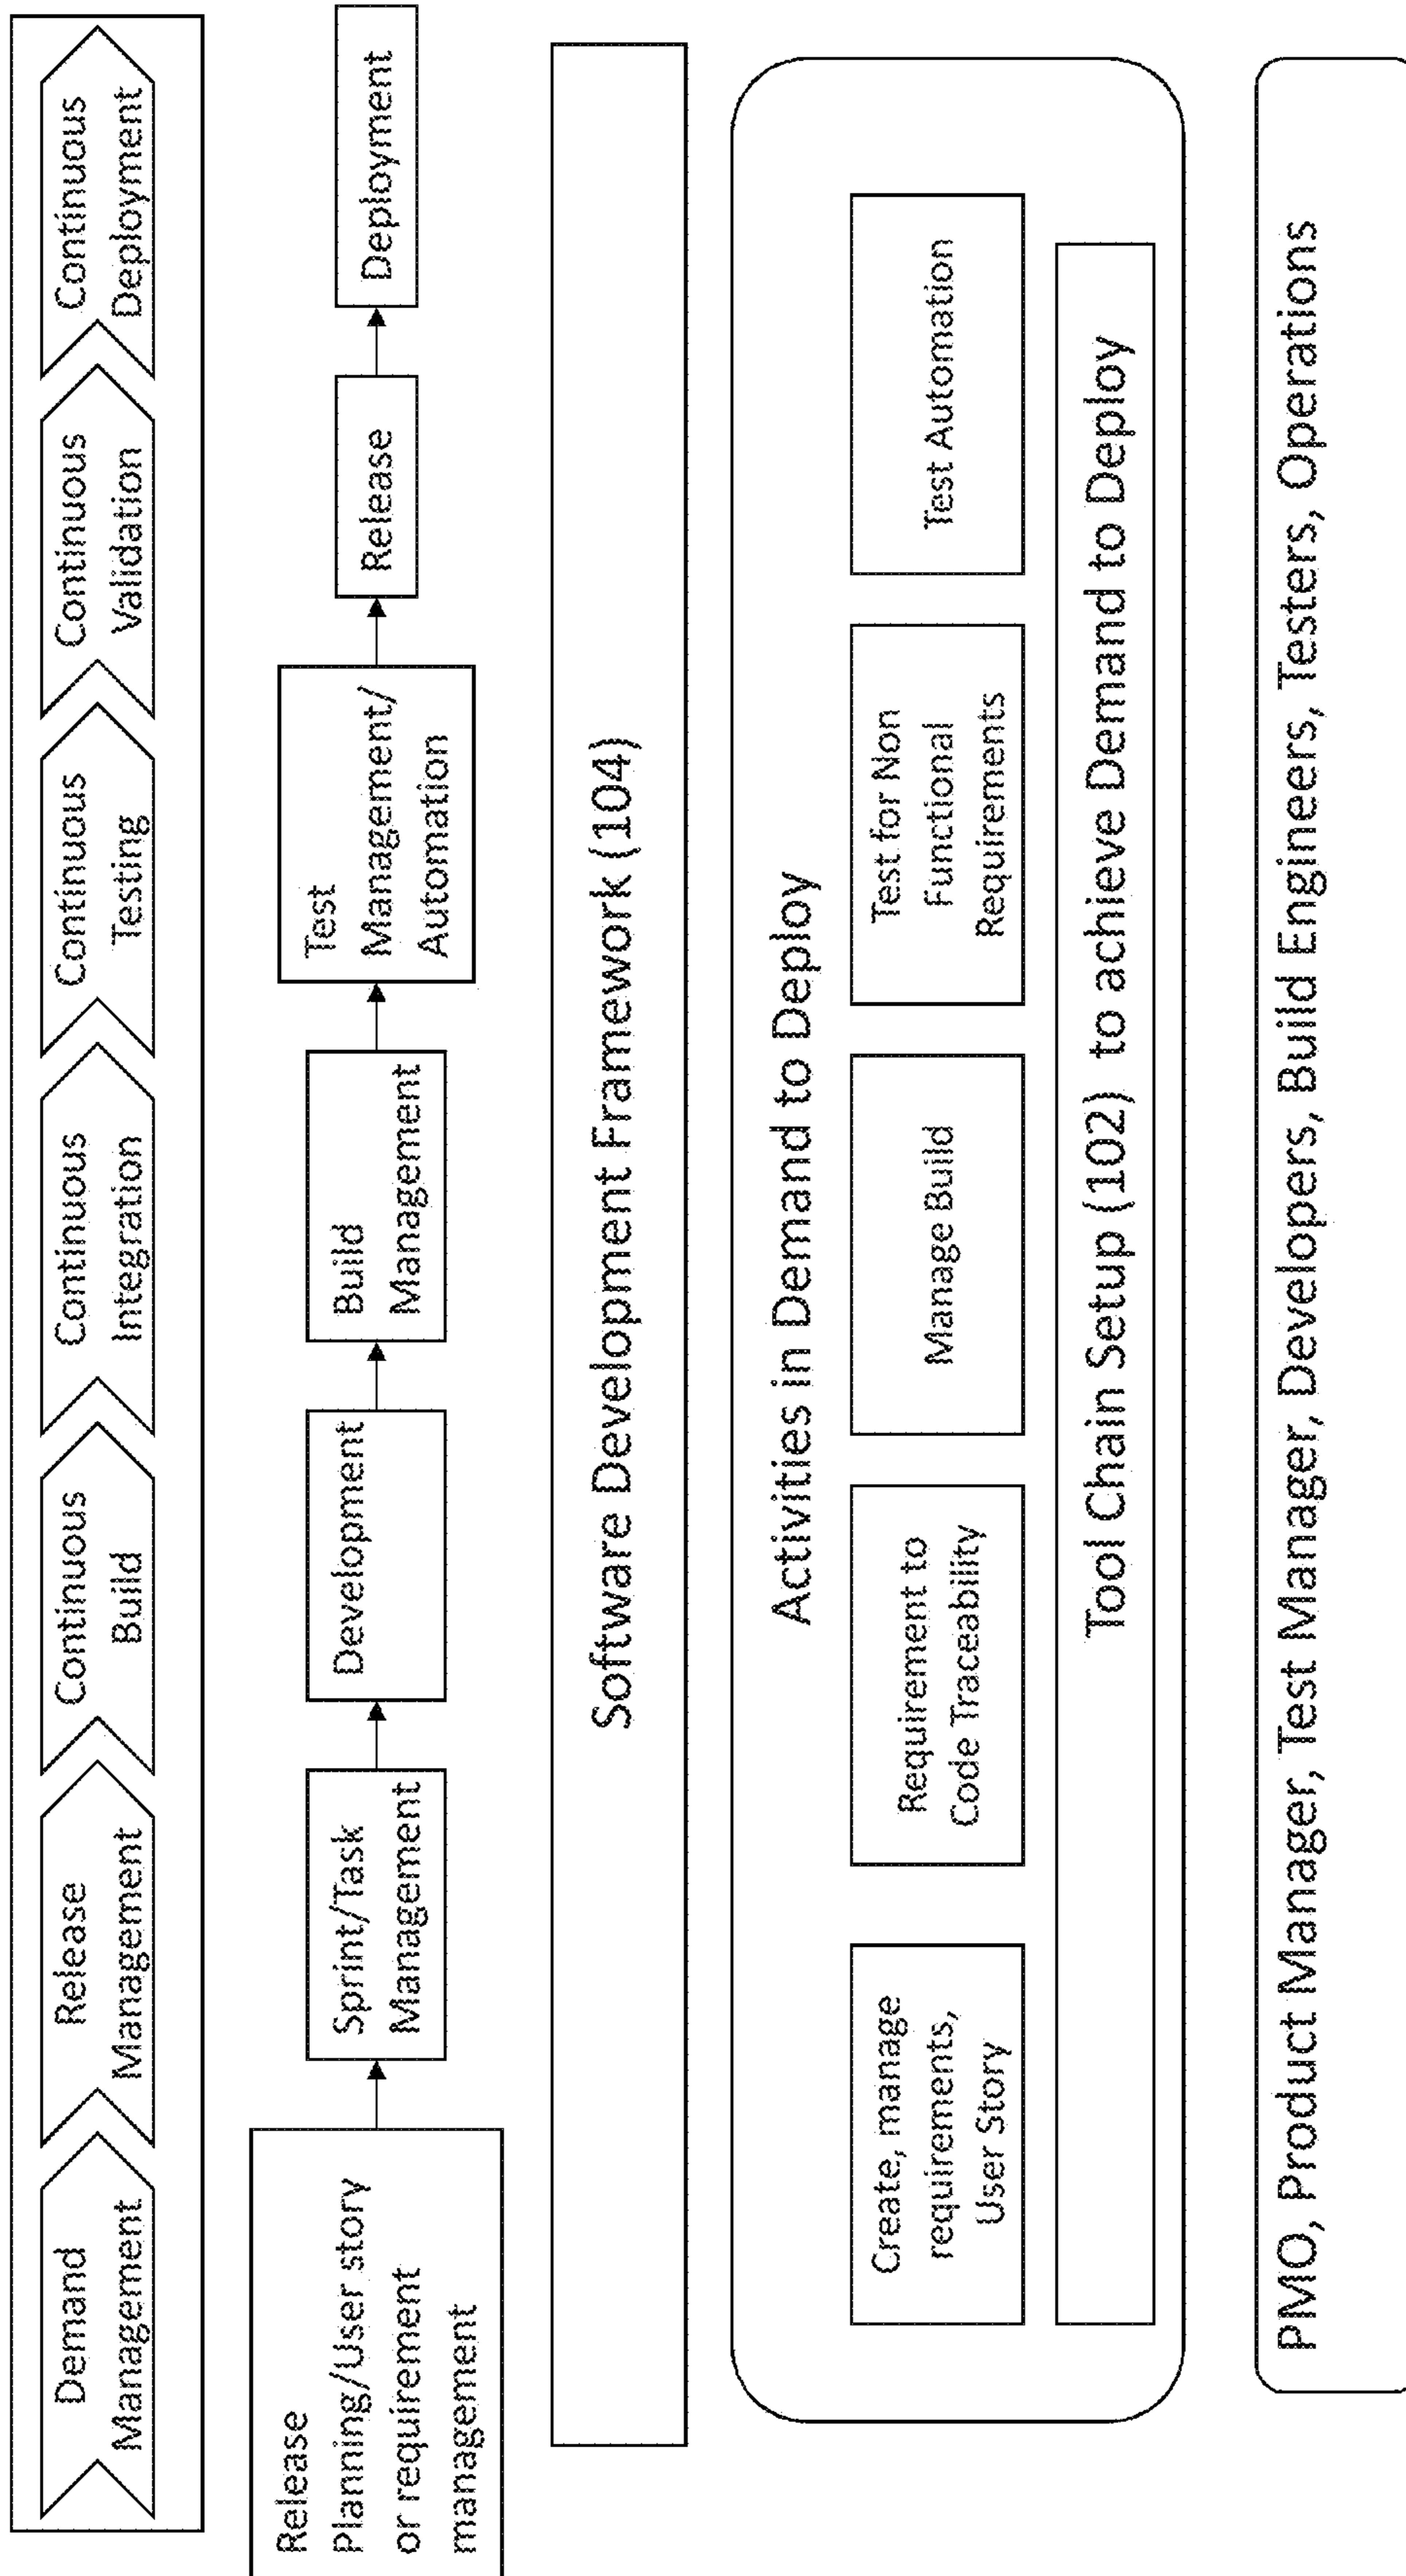 Demand
Management
Release
Management
Continuous
Build
Continuous
Integration
Continuous
Testing
Continuous
Validation
Continuous
Deployment
Release
Planning/User story
or requirement
management
Sprint/Task
Management
Development
Build
Management
Test
Management/
Automation
Release
Deployment
Software Development Framework (104)
Activities in Demand to Deploy
Create, manage
requirements,
User Story
Requirement to
Code Traceability
Manage Build
Test for Non
Functional
Requirements
Test Automation
Tool Chain Setup (102) to achieve Demand to Deploy
PMO, Product Manager, Test Manager, Developers, Build Engineers, Testers, Operations